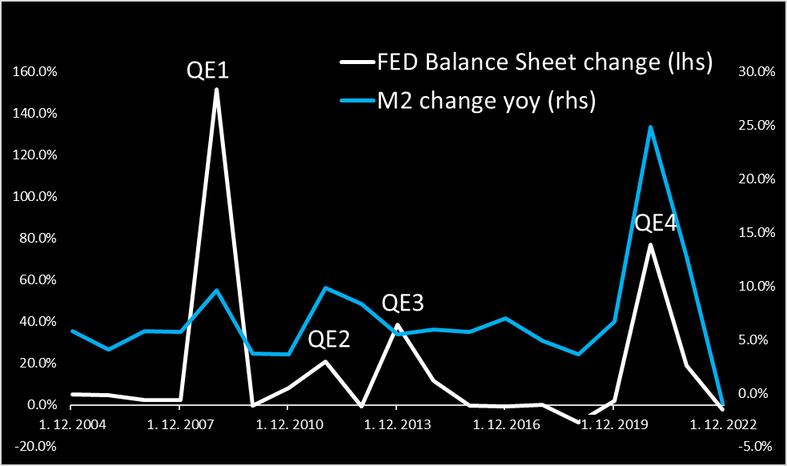 FED Balance Sheet change (lhs)
M2 change yoy (rhs)
QE1
QE2
QE3
QE4
160.0%
140.0%
120.0%
100.0%
80.0%
60.0%
40.0%
20.0%
0.0%
-20.0%
30.0%
25.0%
20.0%
15.0%
10.0%
5.0%
0.0%
-5.0%
1. 12. 2004
1. 12. 2007
1. 12. 2010
1. 12. 2013
1. 12. 2016
1. 12. 2019
1. 12. 2022